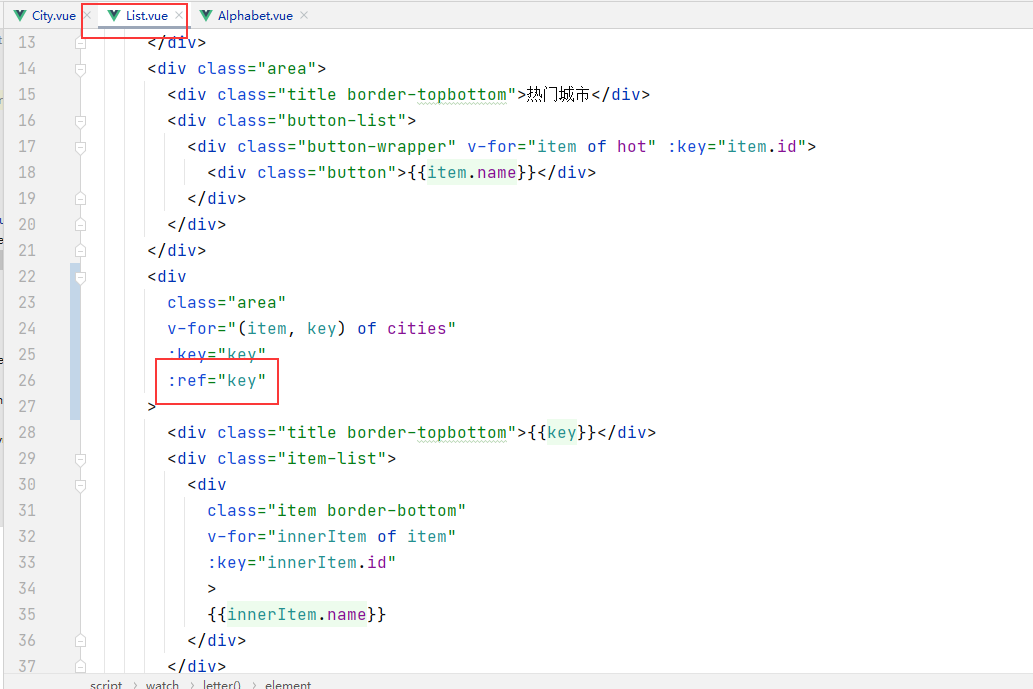 City.vue List.vue Alphabet.vue
13 </div>
14 <div class="area">
15 <div class="title border-topbottom">热门城市</div>
16 <div class="button-list">
17 <div class="button-wrapper" v-for="item of hot" :key="item.id">
18 <div class="button">{{item.name}}</div>
19 </div>
20 </div>
21 </div>
22 <div
23 class="area"
24 v-for="(item, key) of cities"
25 :key="key"
26 :ref="key"
27 >
28 <div class="title border-topbottom">{{key}}</div>
29 <div class="item-list">
30 <div
31 class="item border-bottom"
32 v-for="innerItem of item"
33 :key="innerItem.id"
34 >
35 {{innerItem.name}}
36 </div>
37 </div>
script › watch › letter() › element